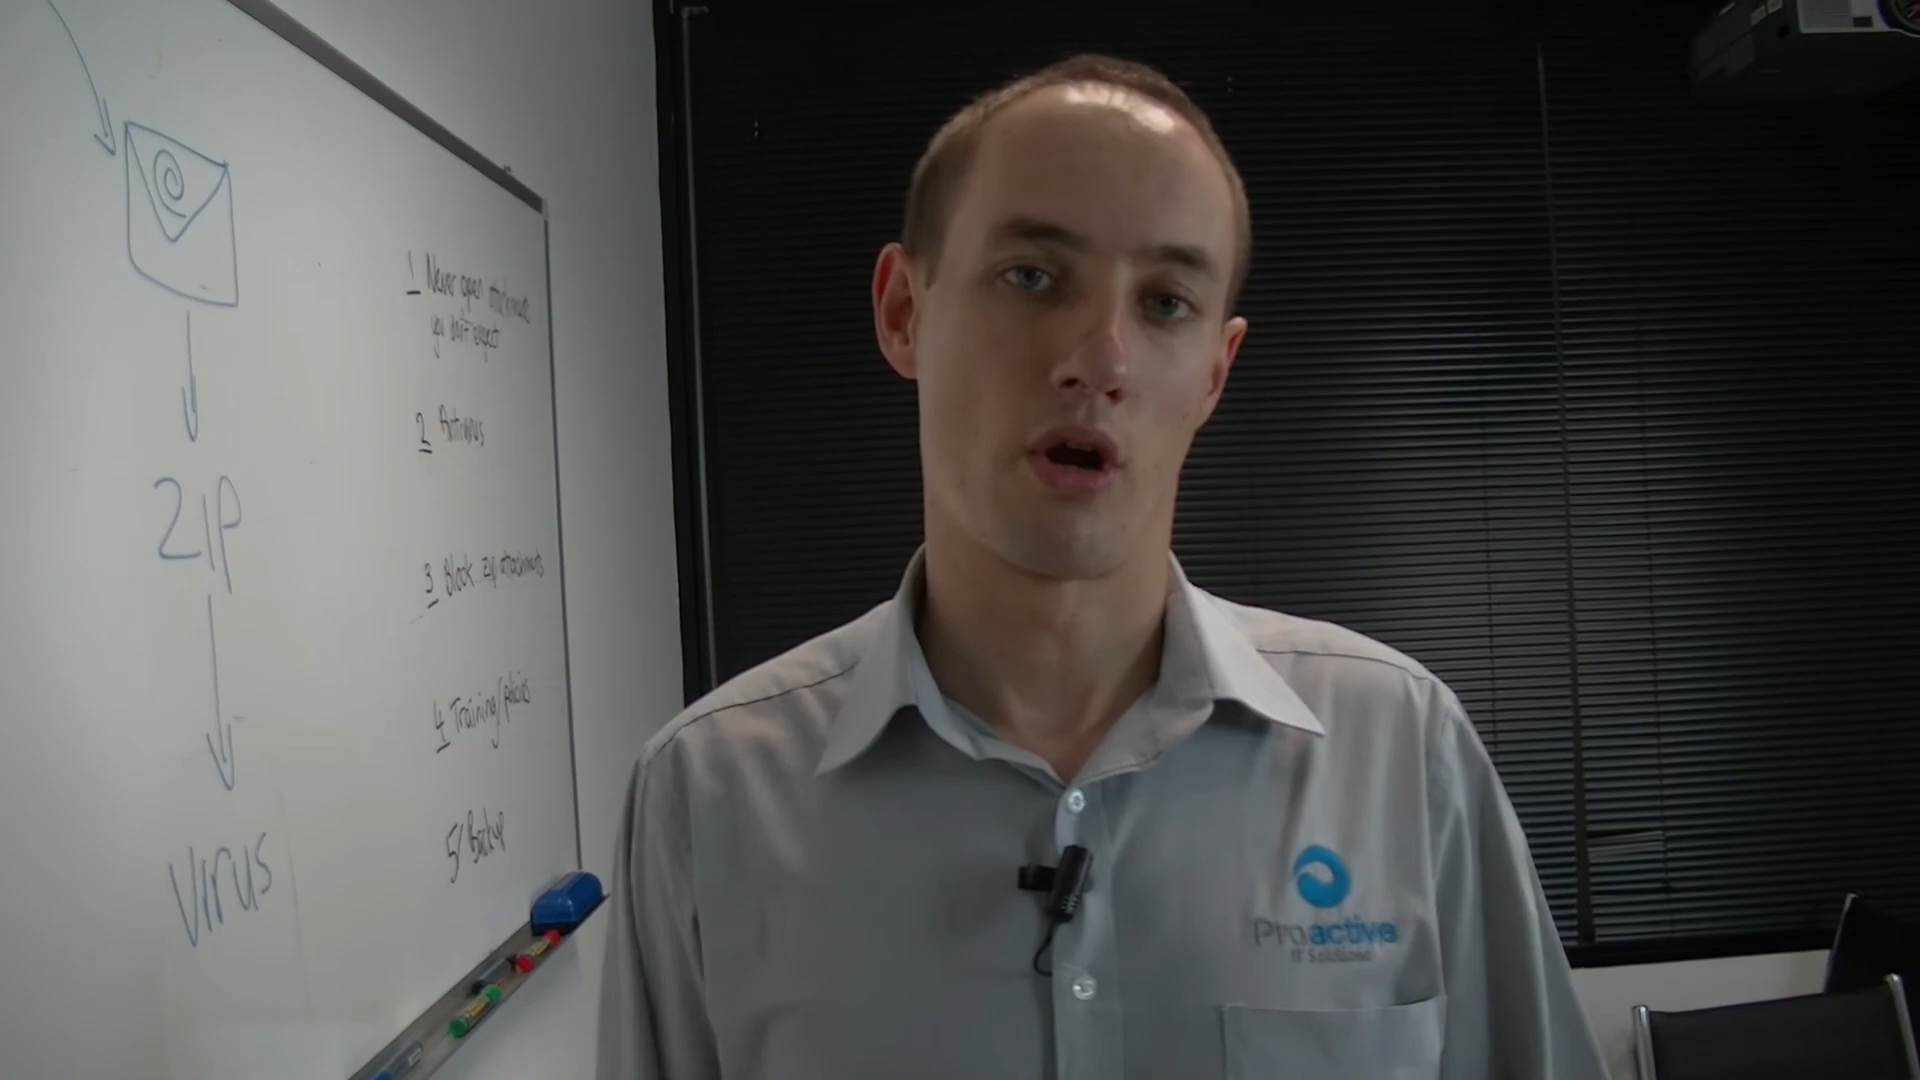 @
ZIP
Virus
1 Never open attachments
you don't expect
2 Antivirus
3 Block zip attachments
4 Training/policies
5/ Backup
Proactive
IT Solutions